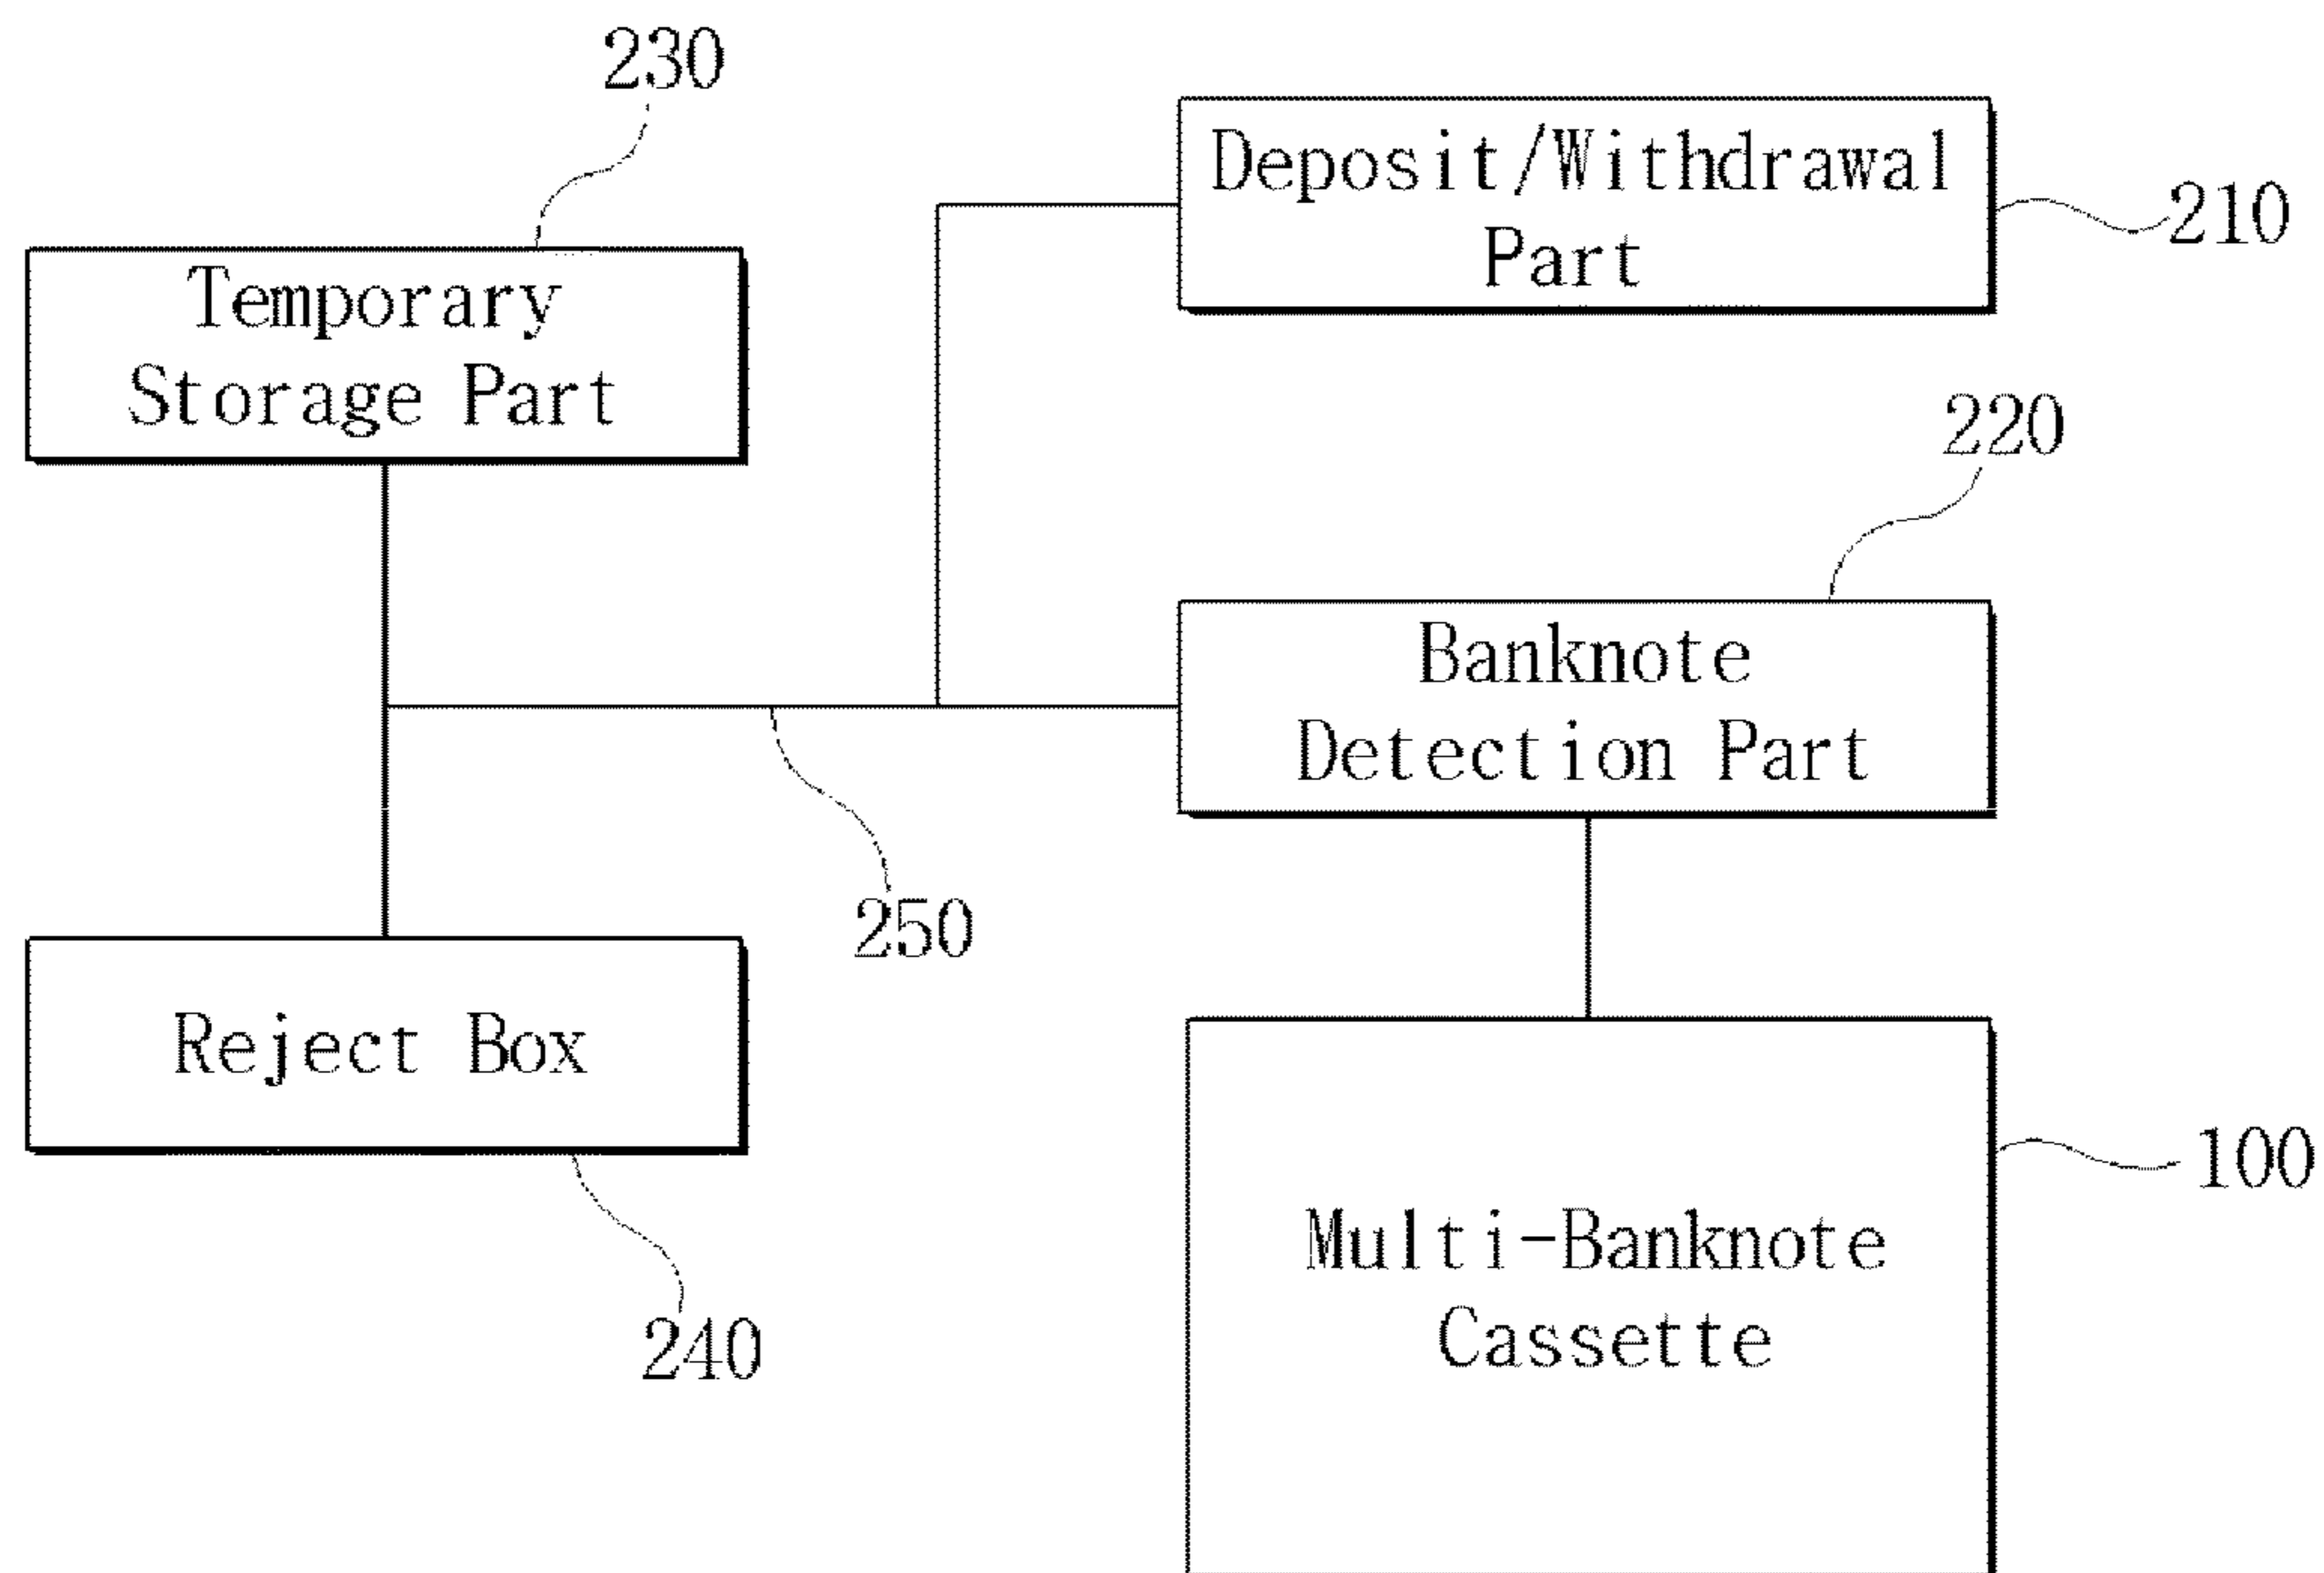 230
Deposit/Withdrawal
Part
210
Temporary
Storage Part
220
Banknote
Detection Part
250
Reject Box
240
100
Multi-Banknote
Cassette